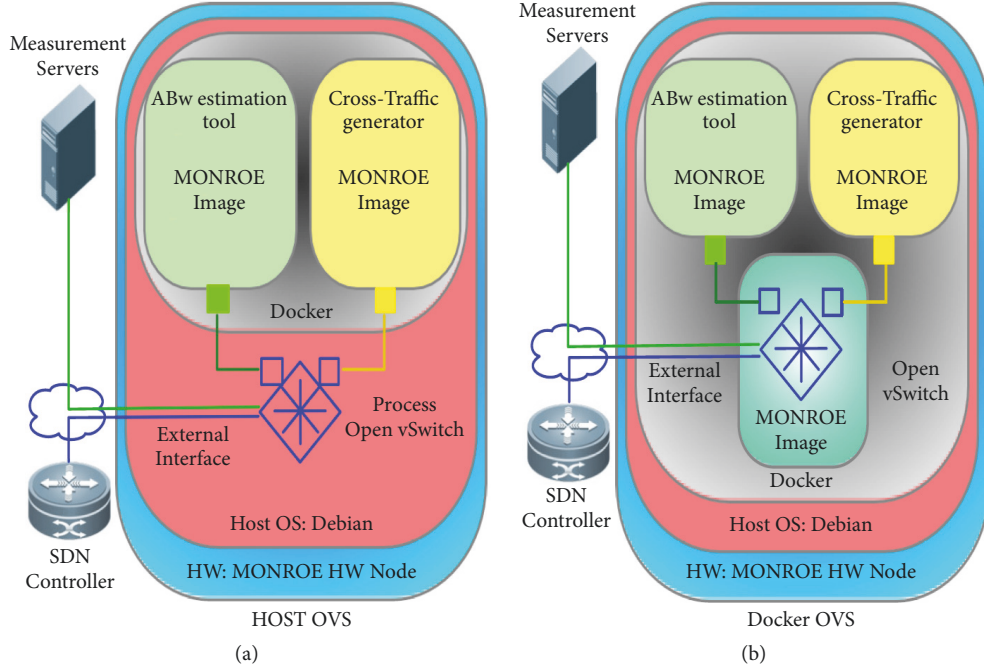 Measurement
Servers
ABw estimation
tool
MONROE
Image
Cross-Traffic
generator
MONROE
Image
Docker
Process
Open vSwitch
External
Interface
SDN
Controller
Host OS: Debian
HW: MONROE HW Node
HOST OVS
(a)
Measurement
Servers
ABw estimation
tool
MONROE
Image
Cross-Traffic
generator
MONROE
Image
External
Interface
Open
vSwitch
MONROE
Image
Docker
SDN
Controller
Host OS: Debian
HW: MONROE HW Node
Docker OVS
(b)